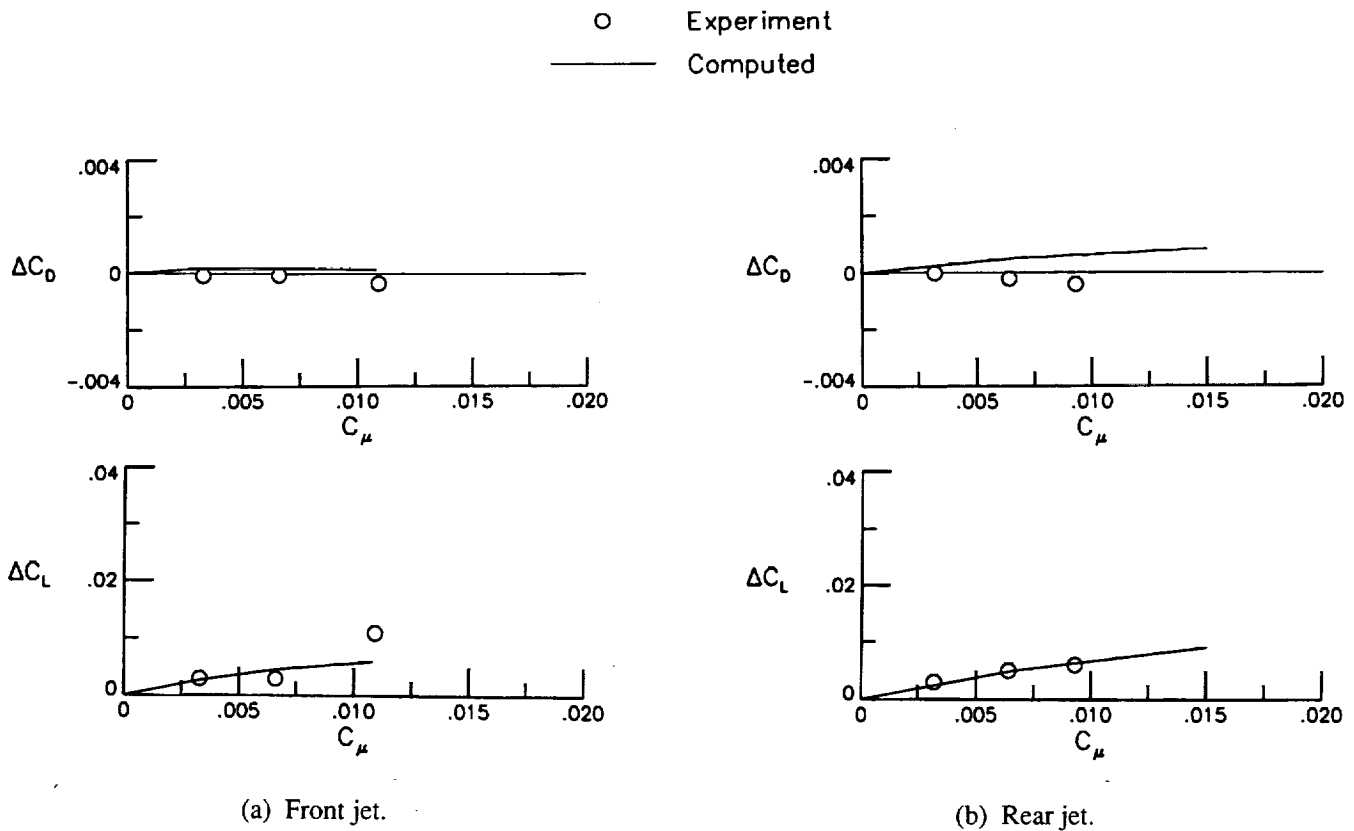 Experiment
Computed
.004
ΔC_D
0
-.004
0 .005 .010 .015 .020
C_μ
.04
ΔC_L
.02
0
0 .005 .010 .015 .020
C_μ
(a) Front jet.
.004
ΔC_D
0
-.004
0 .005 .010 .015 .020
C_μ
.04
ΔC_L
.02
0
0 .005 .010 .015 .020
C_μ
(b) Rear jet.